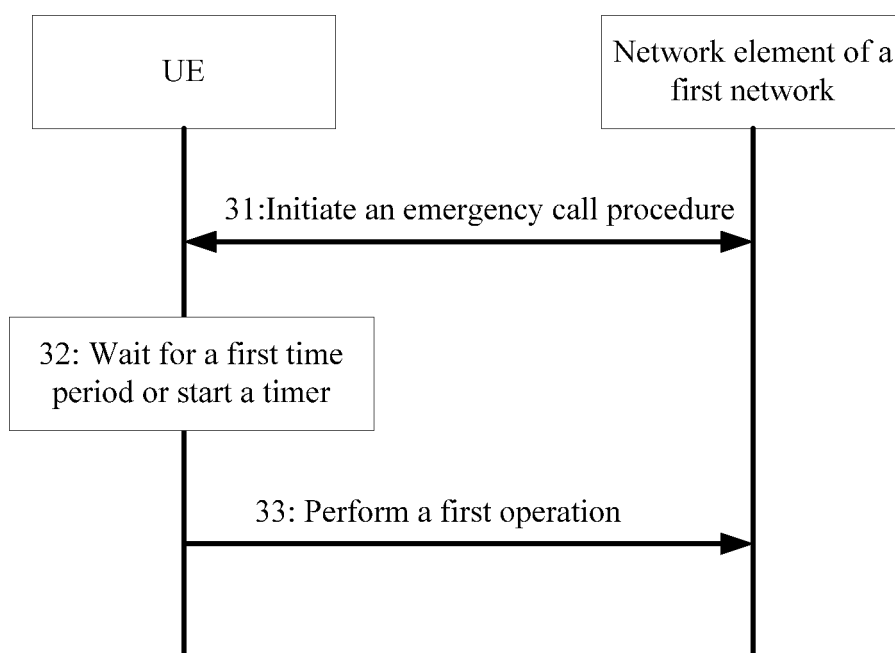 UE
Network element of a
first network
31:Initiate an emergency call procedure
32: Wait for a first time
period or start a timer
33: Perform a first operation